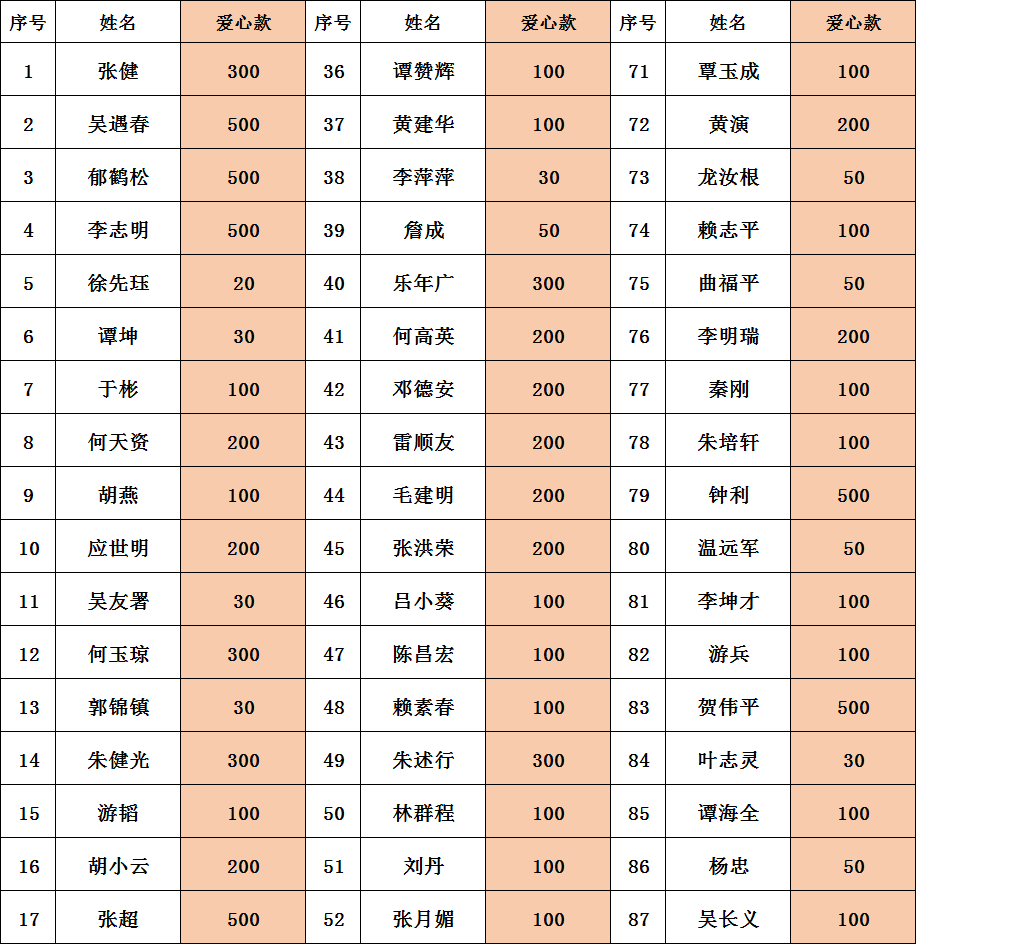 序号 姓名 爱心款 序号 姓名 爱心款 序号 姓名 爱心款
1 张健 300 36 谭赞辉 100 71 覃玉成 100
2 吴遇春 500 37 黄建华 100 72 黄演 200
3 郁鹤松 500 38 李萍萍 30 73 龙汝根 50
4 李志明 500 39 詹成 50 74 赖志平 100
5 徐先珏 20 40 乐年广 300 75 曲福平 50
6 谭坤 30 41 何高英 200 76 李明瑞 200
7 于彬 100 42 邓德安 200 77 秦刚 100
8 何天资 200 43 雷顺友 200 78 朱培轩 100
9 胡燕 100 44 毛建明 200 79 钟利 500
10 应世明 200 45 张洪荣 200 80 温远军 50
11 吴友署 30 46 吕小葵 100 81 李坤才 100
12 何玉琼 300 47 陈昌宏 100 82 游兵 100
13 郭锦镇 30 48 赖素春 100 83 贺伟平 500
14 朱健光 300 49 朱述行 300 84 叶志灵 30
15 游韬 100 50 林群程 100 85 谭海全 100
16 胡小云 200 51 刘丹 100 86 杨忠 50
17 张超 500 52 张月媚 100 87 吴长义 100